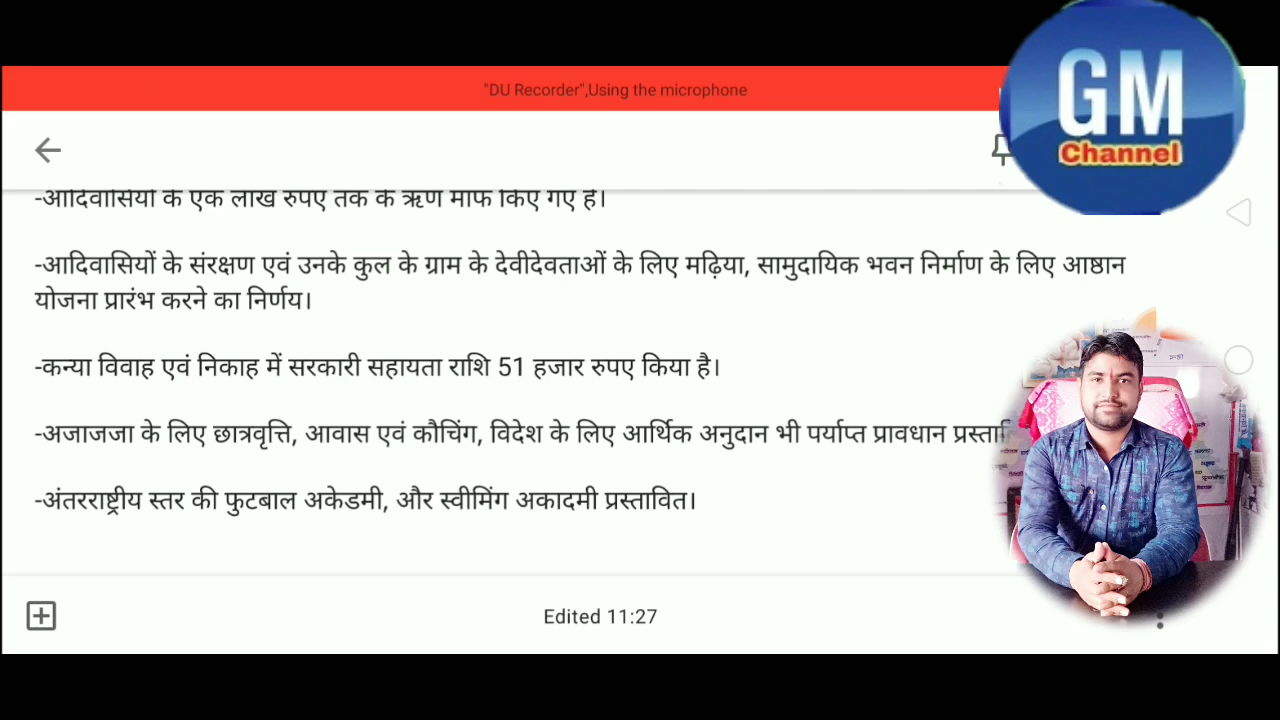 "DU Recorder",Using the microphone
GM
Channel
-आदिवासियों के एक लाख रुपए तक के ऋण माफ किए गए हैं।
-आदिवासियों के संरक्षण एवं उनके कुल के ग्राम के देवीदेवताओं के लिए मढ़िया, सामुदायिक भवन निर्माण के लिए आष्ठान
योजना प्रारंभ करने का निर्णय।
-कन्या विवाह एवं निकाह में सरकारी सहायता राशि 51 हजार रुपए किया है।
-अजाजजा के लिए छात्रवृत्ति, आवास एवं कौचिंग, विदेश के लिए आर्थिक अनुदान भी पर्याप्त प्रावधान
-अंतरराष्ट्रीय स्तर की फुटबाल अकेडमी, और स्वीमिंग अकादमी प्रस्तावित।
Edited 11:27